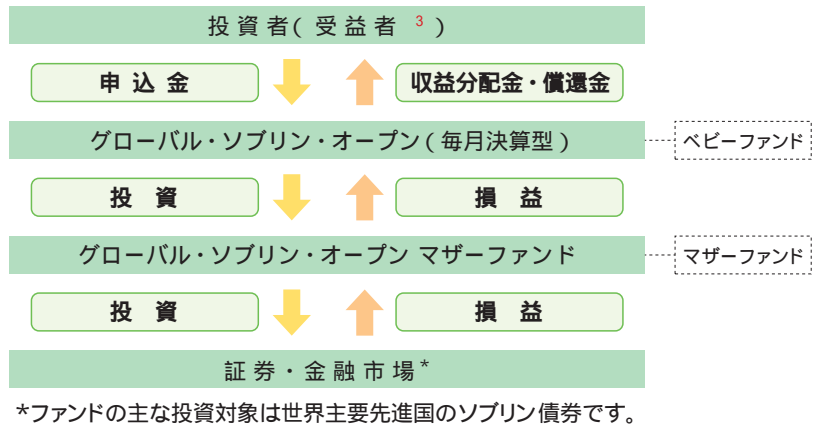 投資者(受益者 3)
申込金 収益分配金・償還金
グローバル・ソブリン・オープン(毎月決算型) ベビーファンド
投資 損益
グローバル・ソブリン・オープン マザーファンド マザーファンド
投資 損益
証券・金融市場*
*ファンドの主な投資対象は世界主要先進国のソブリン債券です。